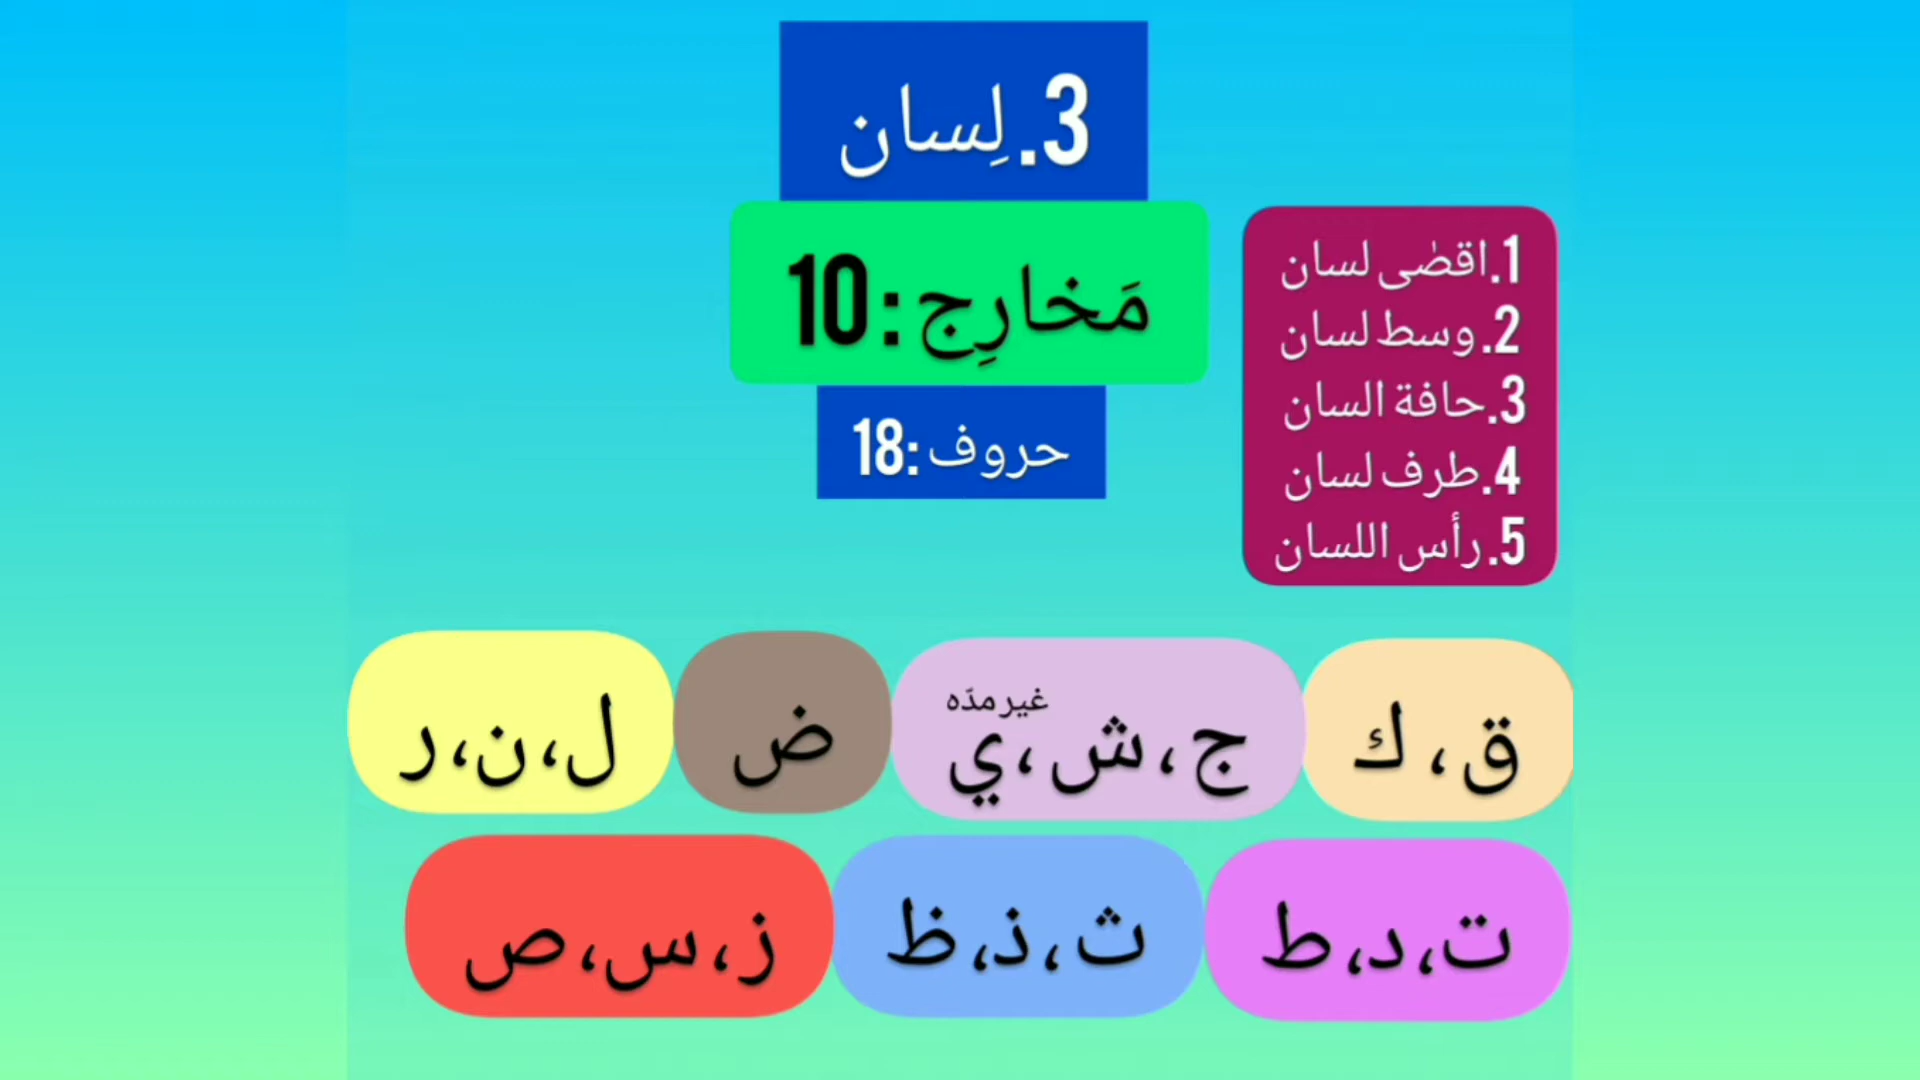 3. لِسان
مَخارِج : 10
حروف : 18
1. اقصٰى لسان
2. وسط لسان
3. حافة السان
4. طرف لسان
5. رأس اللسان
ق، ك
غير مدّه
ج، ش، ي
ض
ل، ن، ر
ت، د، ط
ث، ذ، ظ
ز، س، ص